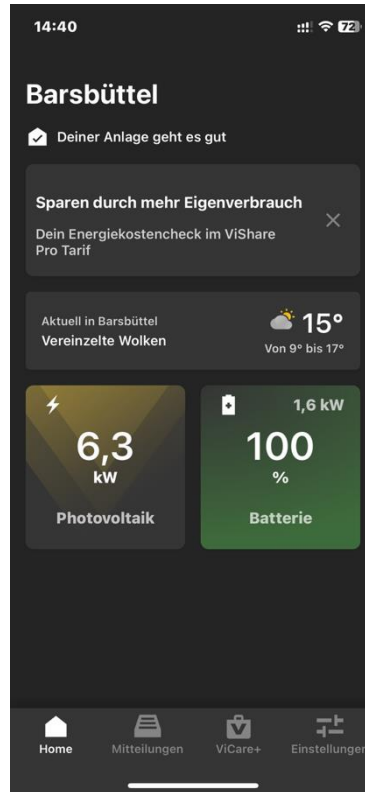 14:40
72
Barsbüttel
Deiner Anlage geht es gut
Sparen durch mehr Eigenverbrauch
Dein Energiekostencheck im ViShare
Pro Tarif
Aktuell in Barsbüttel
Vereinzelte Wolken
15°
Von 9° bis 17°
6,3
kW
Photovoltaik
1,6 kW
100
%
Batterie
Home
Mitteilungen
ViCare+
Einstellungen